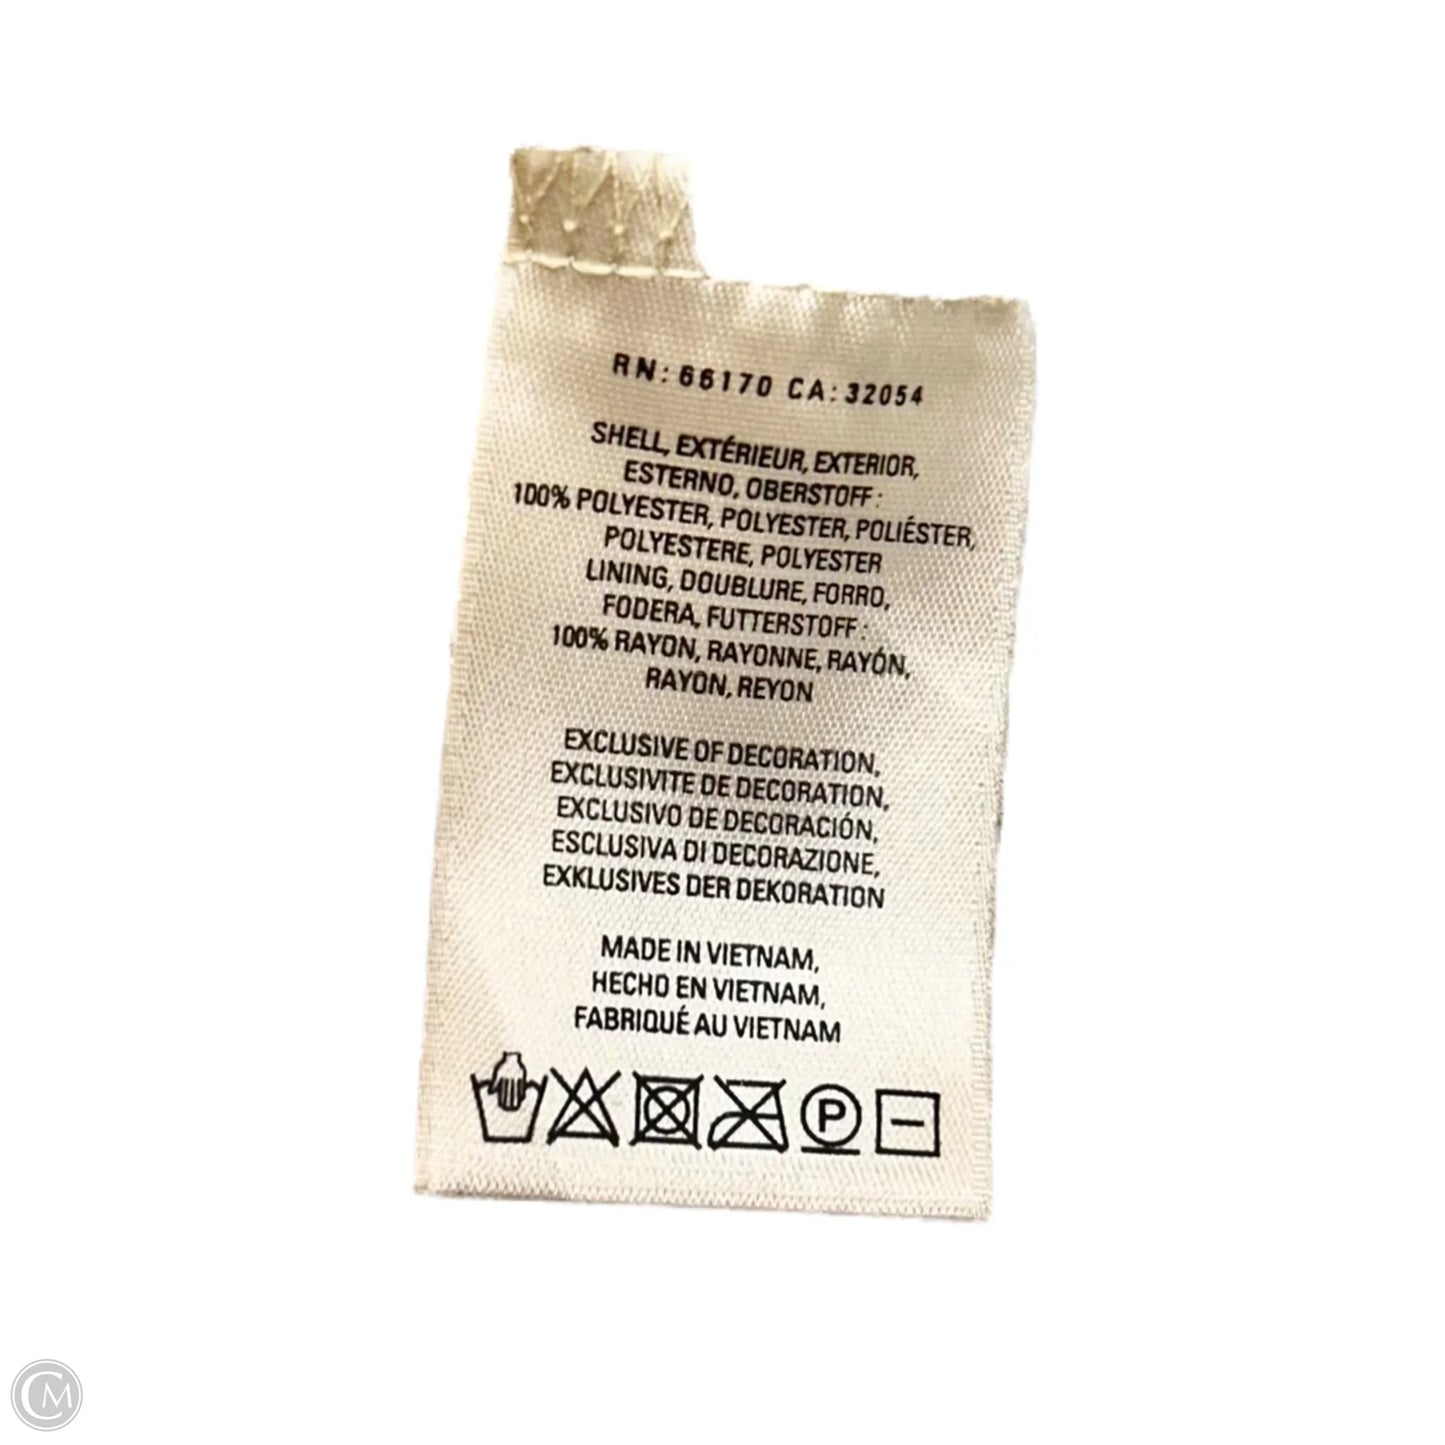 RN: 66170 CA: 32054
SHELL, EXTÉRIEUR, EXTERIOR,
ESTERNO, OBERSTOFF :
100% POLYESTER, POLYESTER, POLIÉSTER,
POLYESTERE, POLYESTER
LINING, DOUBLURE, FORRO,
FODERA, FUTTERSTOFF :
100% RAYON, RAYONNE, RAYÓN,
RAYON, REYON
EXCLUSIVE OF DECORATION,
EXCLUSIVITE DE DECORATION,
EXCLUSIVO DE DECORACIÓN,
ESCLUSIVA DI DECORAZIONE,
EXKLUSIVES DER DEKORATION
MADE IN VIETNAM,
HECHO EN VIETNAM,
FABRIQUÉ AU VIETNAM
P
CM